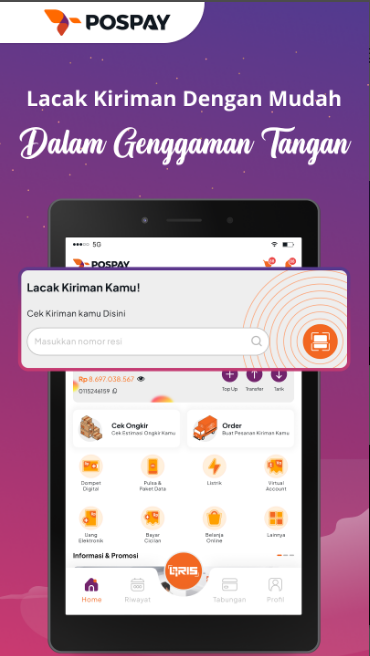 POSPAY
Lacak Kiriman Dengan Mudah
Dalam Genggaman Tangan
5G
POSPAY
Lacak Kiriman Kamu!
Cek Kiriman kamu Disini
Masukkan nomor resi
Rp 8.697.038.567
0115246159
Top Up Transfer Tarik
Cek Ongkir
Cek Estimasi Ongkir Kamu
Order
Buat Pesanan Kiriman Kamu
Dompet Digital
Pulsa & Paket Data
Listrik
Virtual Account
Uang Elektronik
Bayar Cicilan
Belanja Online
Lainnya
Informasi & Promosi
QRIS
Home Riwayat Tabungan Profil